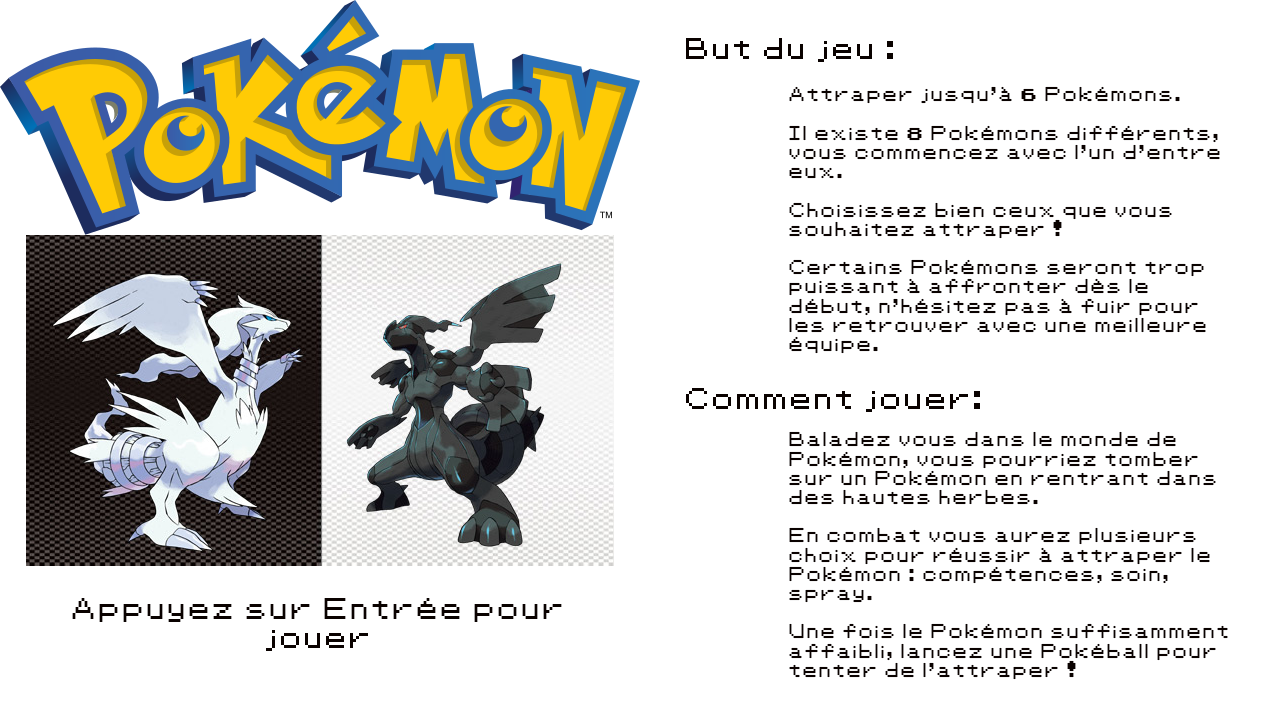 POKéMON
TM
Appuyez sur Entrée pour
jouer
But du jeu :
Attraper jusqu'à 6 Pokémons.
Il existe 8 Pokémons différents,
vous commencez avec l'un d'entre
eux.
Choisissez bien ceux que vous
souhaitez attraper !
Certains Pokémons seront trop
puissant à affronter dès le
début, n'hésitez pas à fuir pour
les retrouver avec une meilleure
équipe.
Comment jouer:
Baladez vous dans le monde de
Pokémon, vous pourriez tomber
sur un Pokémon en rentrant dans
des hautes herbes.
En combat vous aurez plusieurs
choix pour réussir à attraper le
Pokémon : compétences, soin,
spray.
Une fois le Pokémon suffisamment
affaibli, lancez une Pokéball pour
tenter de l'attraper !